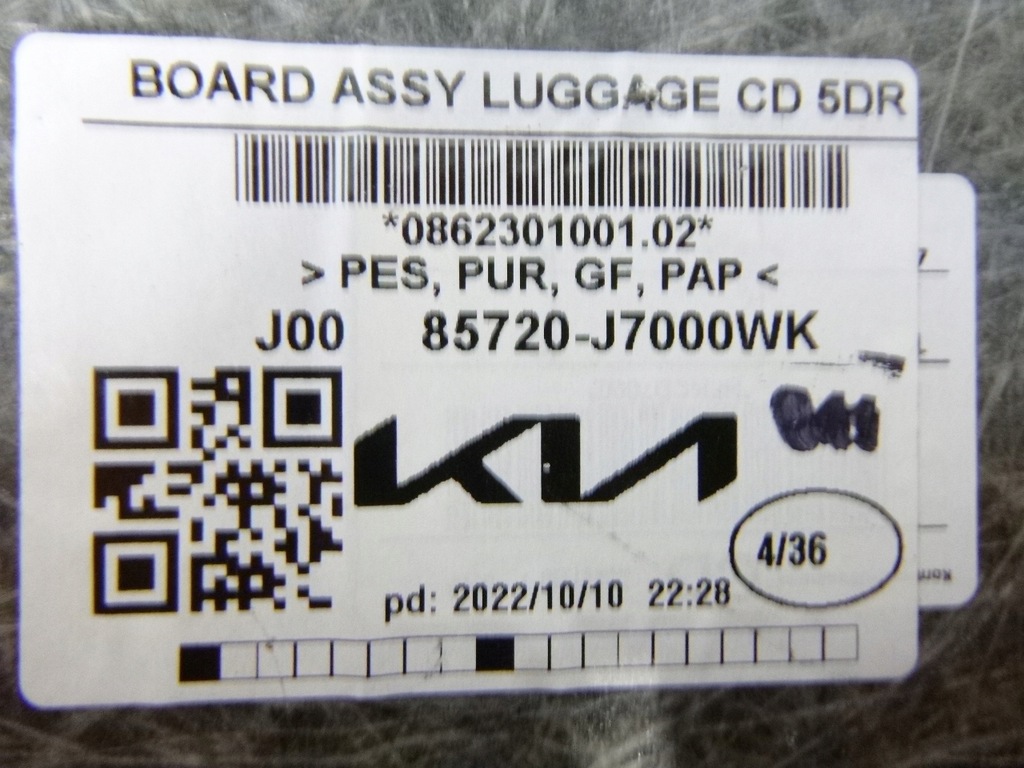 BOARD ASSY LUGGAGE CD 5DR
*0862301001.02*
> PES, PUR, GF, PAP <
J00 85720-J7000WK
KIA
4/36
pd: 2022/10/10 22:28